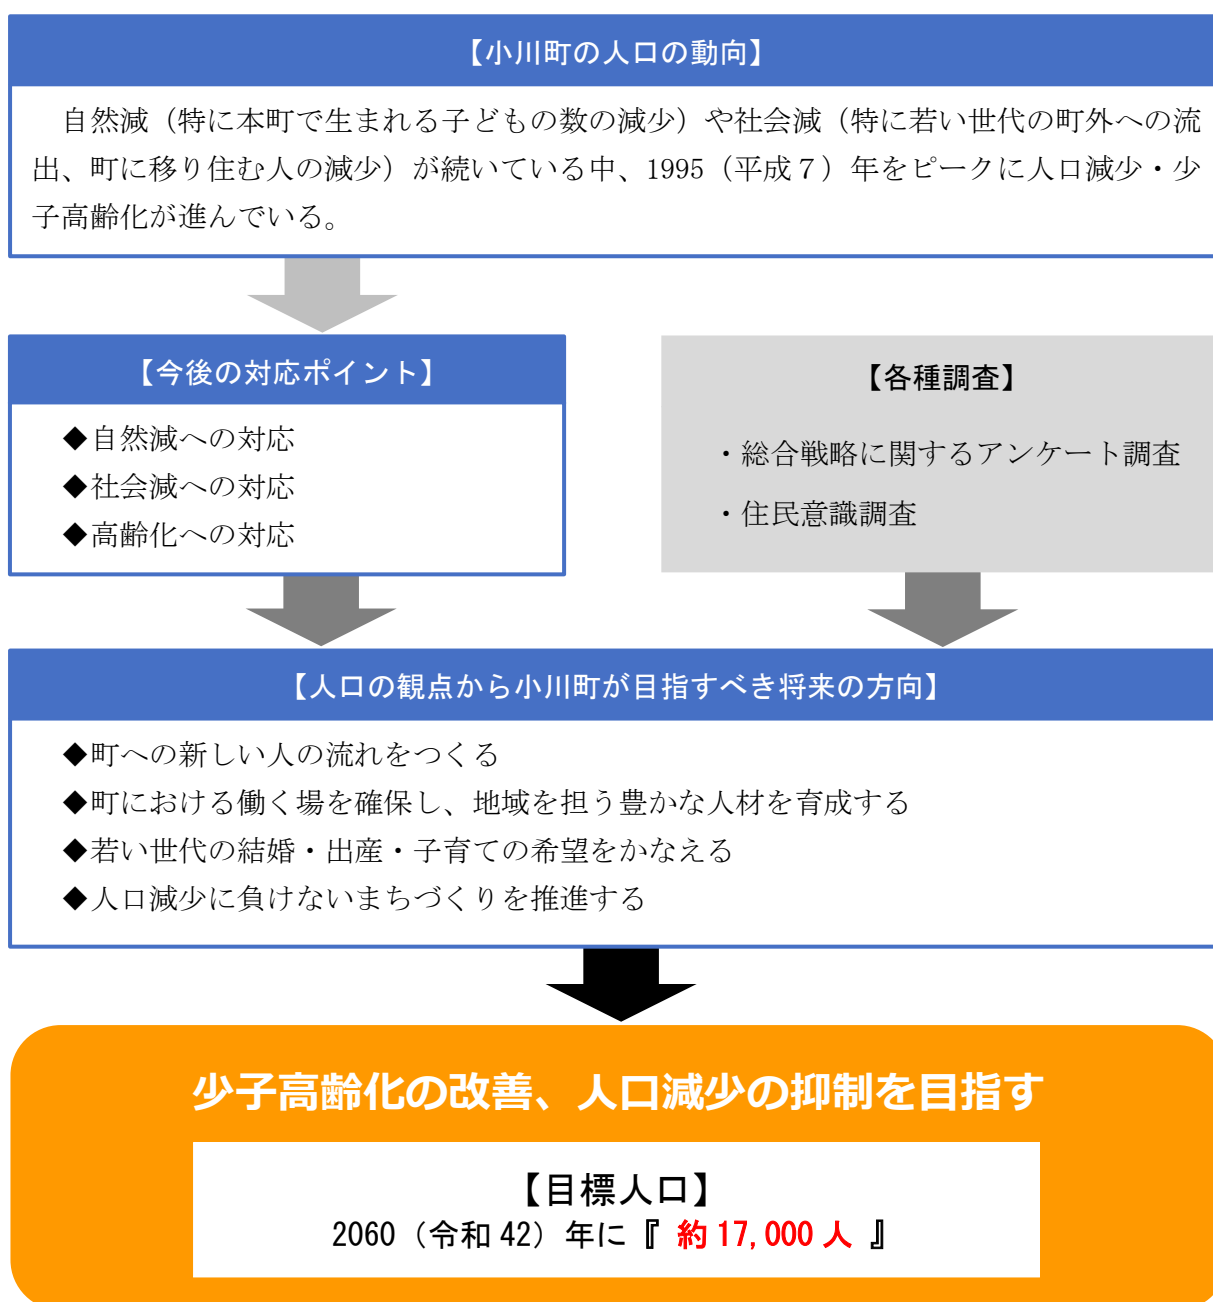 【小川町の人口の動向】
自然減（特に本町で生まれる子どもの数の減少）や社会減（特に若い世代の町外への流
出、町に移り住む人の減少）が続いている中、1995（平成７）年をピークに人口減少・少
子高齢化が進んでいる。
【今後の対応ポイント】
◆自然減への対応
◆社会減への対応
◆高齢化への対応
【各種調査】
・総合戦略に関するアンケート調査
・住民意識調査
【人口の観点から小川町が目指すべき将来の方向】
◆町への新しい人の流れをつくる
◆町における働く場を確保し、地域を担う豊かな人材を育成する
◆若い世代の結婚・出産・子育ての希望をかなえる
◆人口減少に負けないまちづくりを推進する
少子高齢化の改善、人口減少の抑制を目指す
【目標人口】
2060（令和 42）年に『 約 17,000 人 』